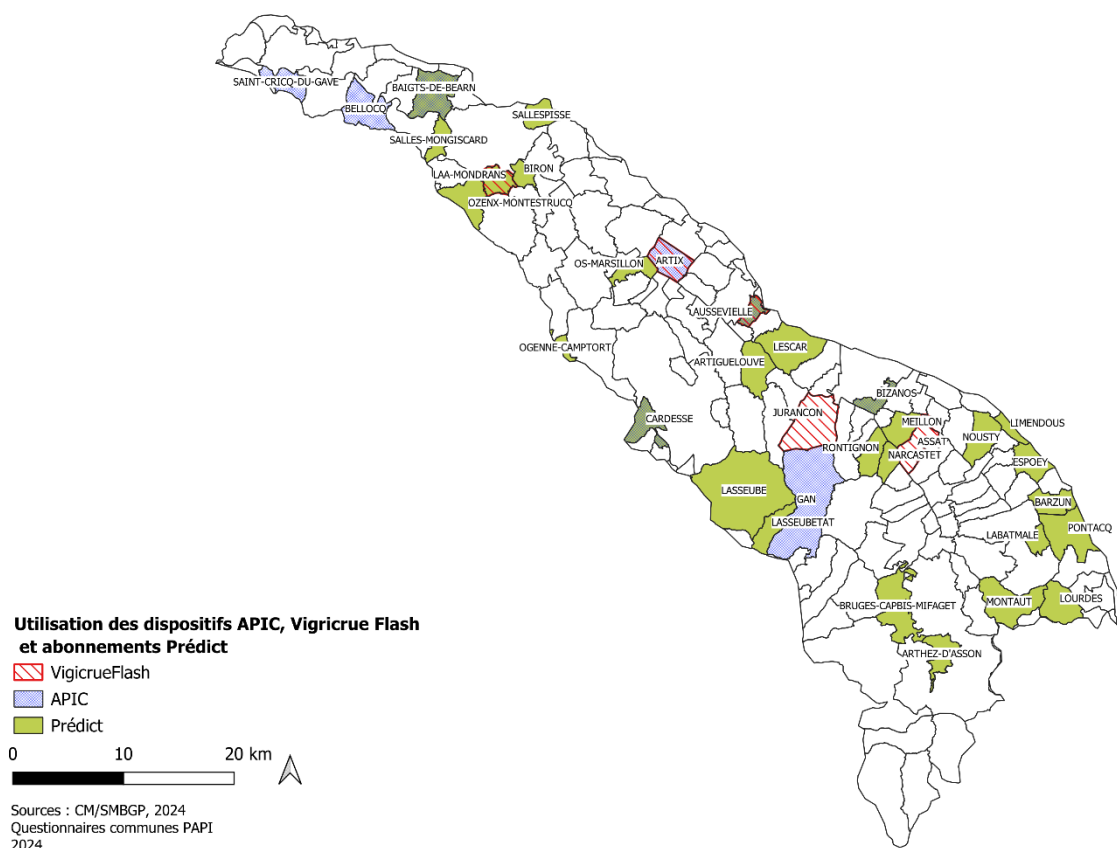 SAINT-CRICQ-DU-GAVE
BAIGTS-DE-BEARN
BELLOCQ
SALLESPISSE
SALLES-MONGISCARD
LAA-MONDRANS
BIRON
OZENX-MONTESTRUCQ
OS-MARSILLON
ARTIX
AUSSEVIELLE
OGENNE-CAMPTORT
LESCAR
ARTIGUELOUVE
BIZANOS
CARDESSE
JURANCON
MEILLON
LIMENDOUS
ASSAT
NOUSTY
RONTIGNON
NARCASTET
ESPOEY
LASSEUBE
GAN
BARZUN
LASSEUBETAT
LABATMALE
PONTACQ
BRUGES-CAPBIS-MIFAGET
MONTAUT
LOURDES
ARTHEZ-D'ASSON
Utilisation des dispositifs APIC, Vigricrue Flash
et abonnements Prédict
VigicrueFlash
APIC
Prédict
0 10 20 km
Sources : CM/SMBGP, 2024
Questionnaires communes PAPI
2024